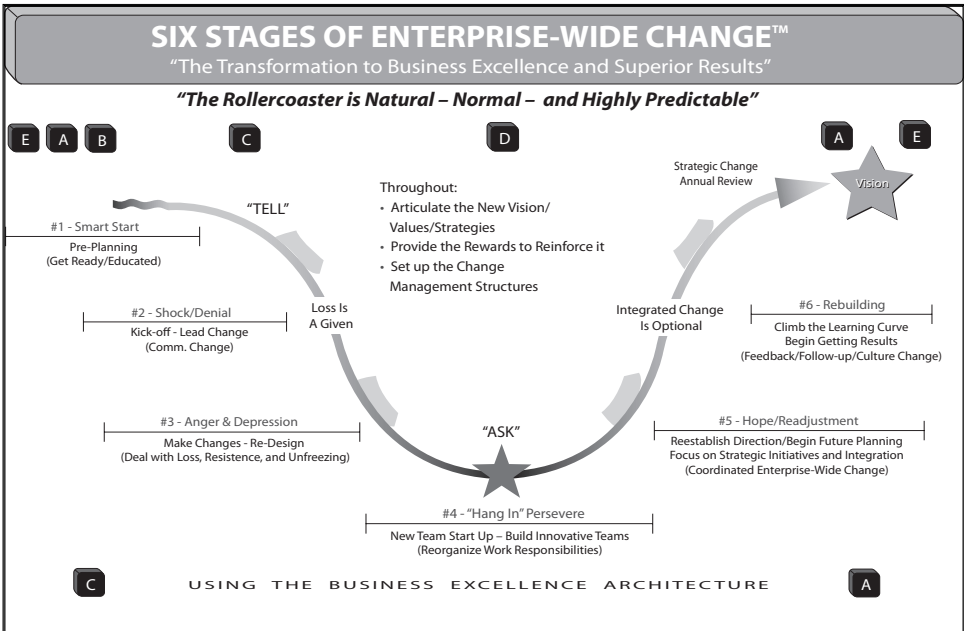 SIX STAGES OF ENTERPRISE-WIDE CHANGE™
“The Transformation to Business Excellence and Superior Results”
“The Rollercoaster is Natural – Normal – and Highly Predictable”
E A B C D A E
Strategic Change
Annual Review
Vision
Throughout:
• Articulate the New Vision/
Values/Strategies
• Provide the Rewards to Reinforce it
• Set up the Change
Management Structures
“TELL”
#1 - Smart Start
Pre-Planning
(Get Ready/Educated)
#2 - Shock/Denial
Kick-off - Lead Change
(Comm. Change)
Loss Is
A Given
Integrated Change
Is Optional
#6 - Rebuilding
Climb the Learning Curve
Begin Getting Results
(Feedback/Follow-up/Culture Change)
#3 - Anger & Depression
Make Changes - Re-Design
(Deal with Loss, Resistence, and Unfreezing)
“ASK”
#5 - Hope/Readjustment
Reestablish Direction/Begin Future Planning
Focus on Strategic Initiatives and Integration
(Coordinated Enterprise-Wide Change)
#4 - “Hang In” Persevere
New Team Start Up – Build Innovative Teams
(Reorganize Work Responsibilities)
C USING THE BUSINESS EXCELLENCE ARCHITECTURE A